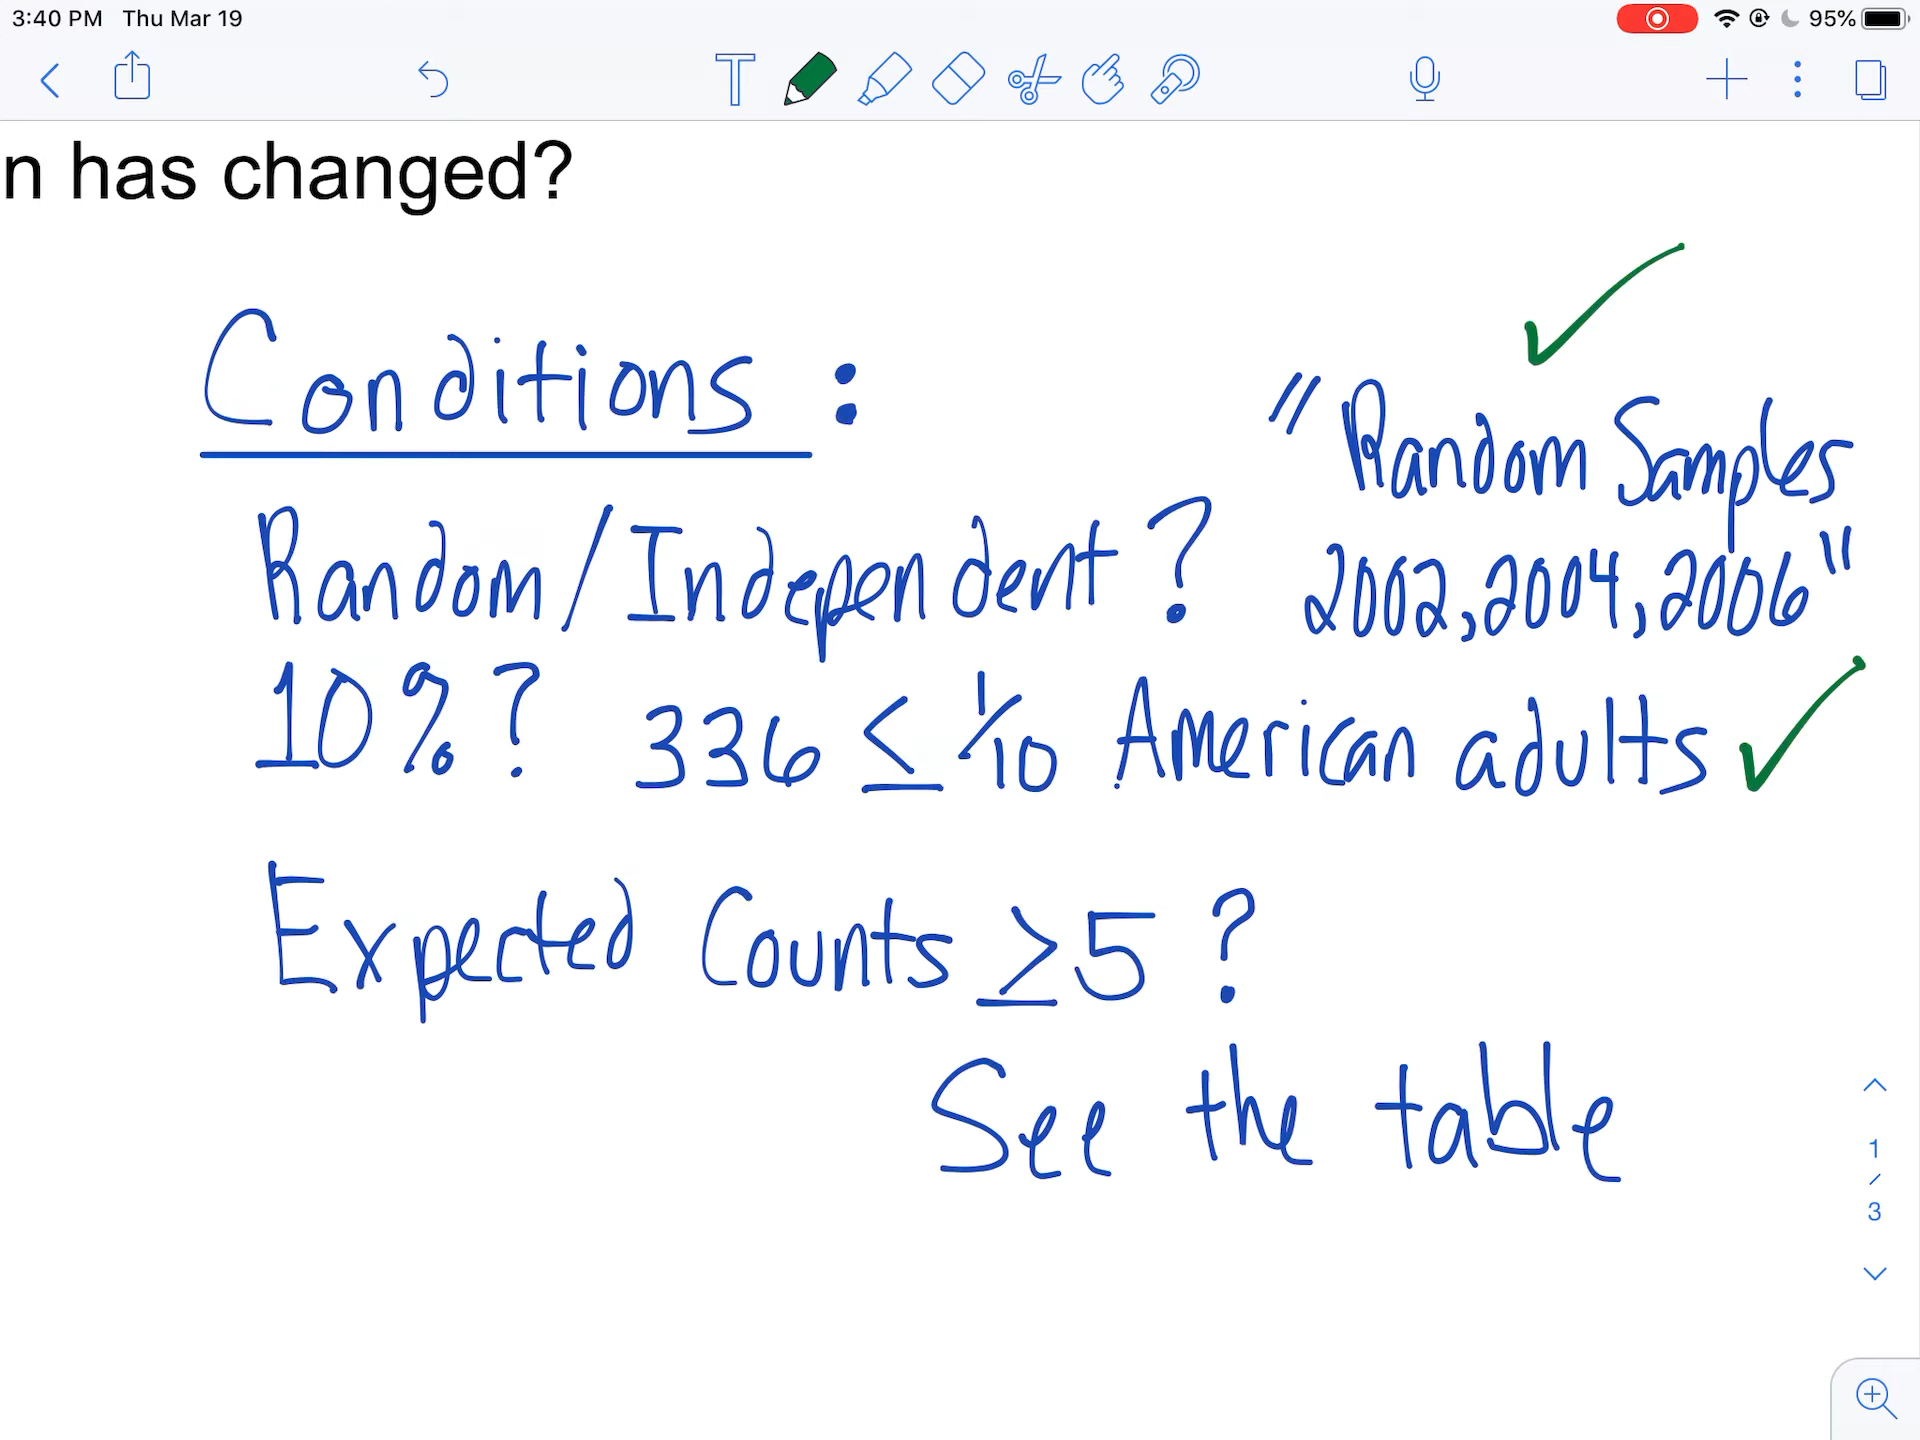 3:40 PM Thu Mar 19
95%
T
n has changed?
Conditions :
"Random Samples
2002,2004,2006"
Random/Independent?
10%? 336 ≤ 1/10 American adults ✓
Expected Counts ≥5?
See the table
1
/
3